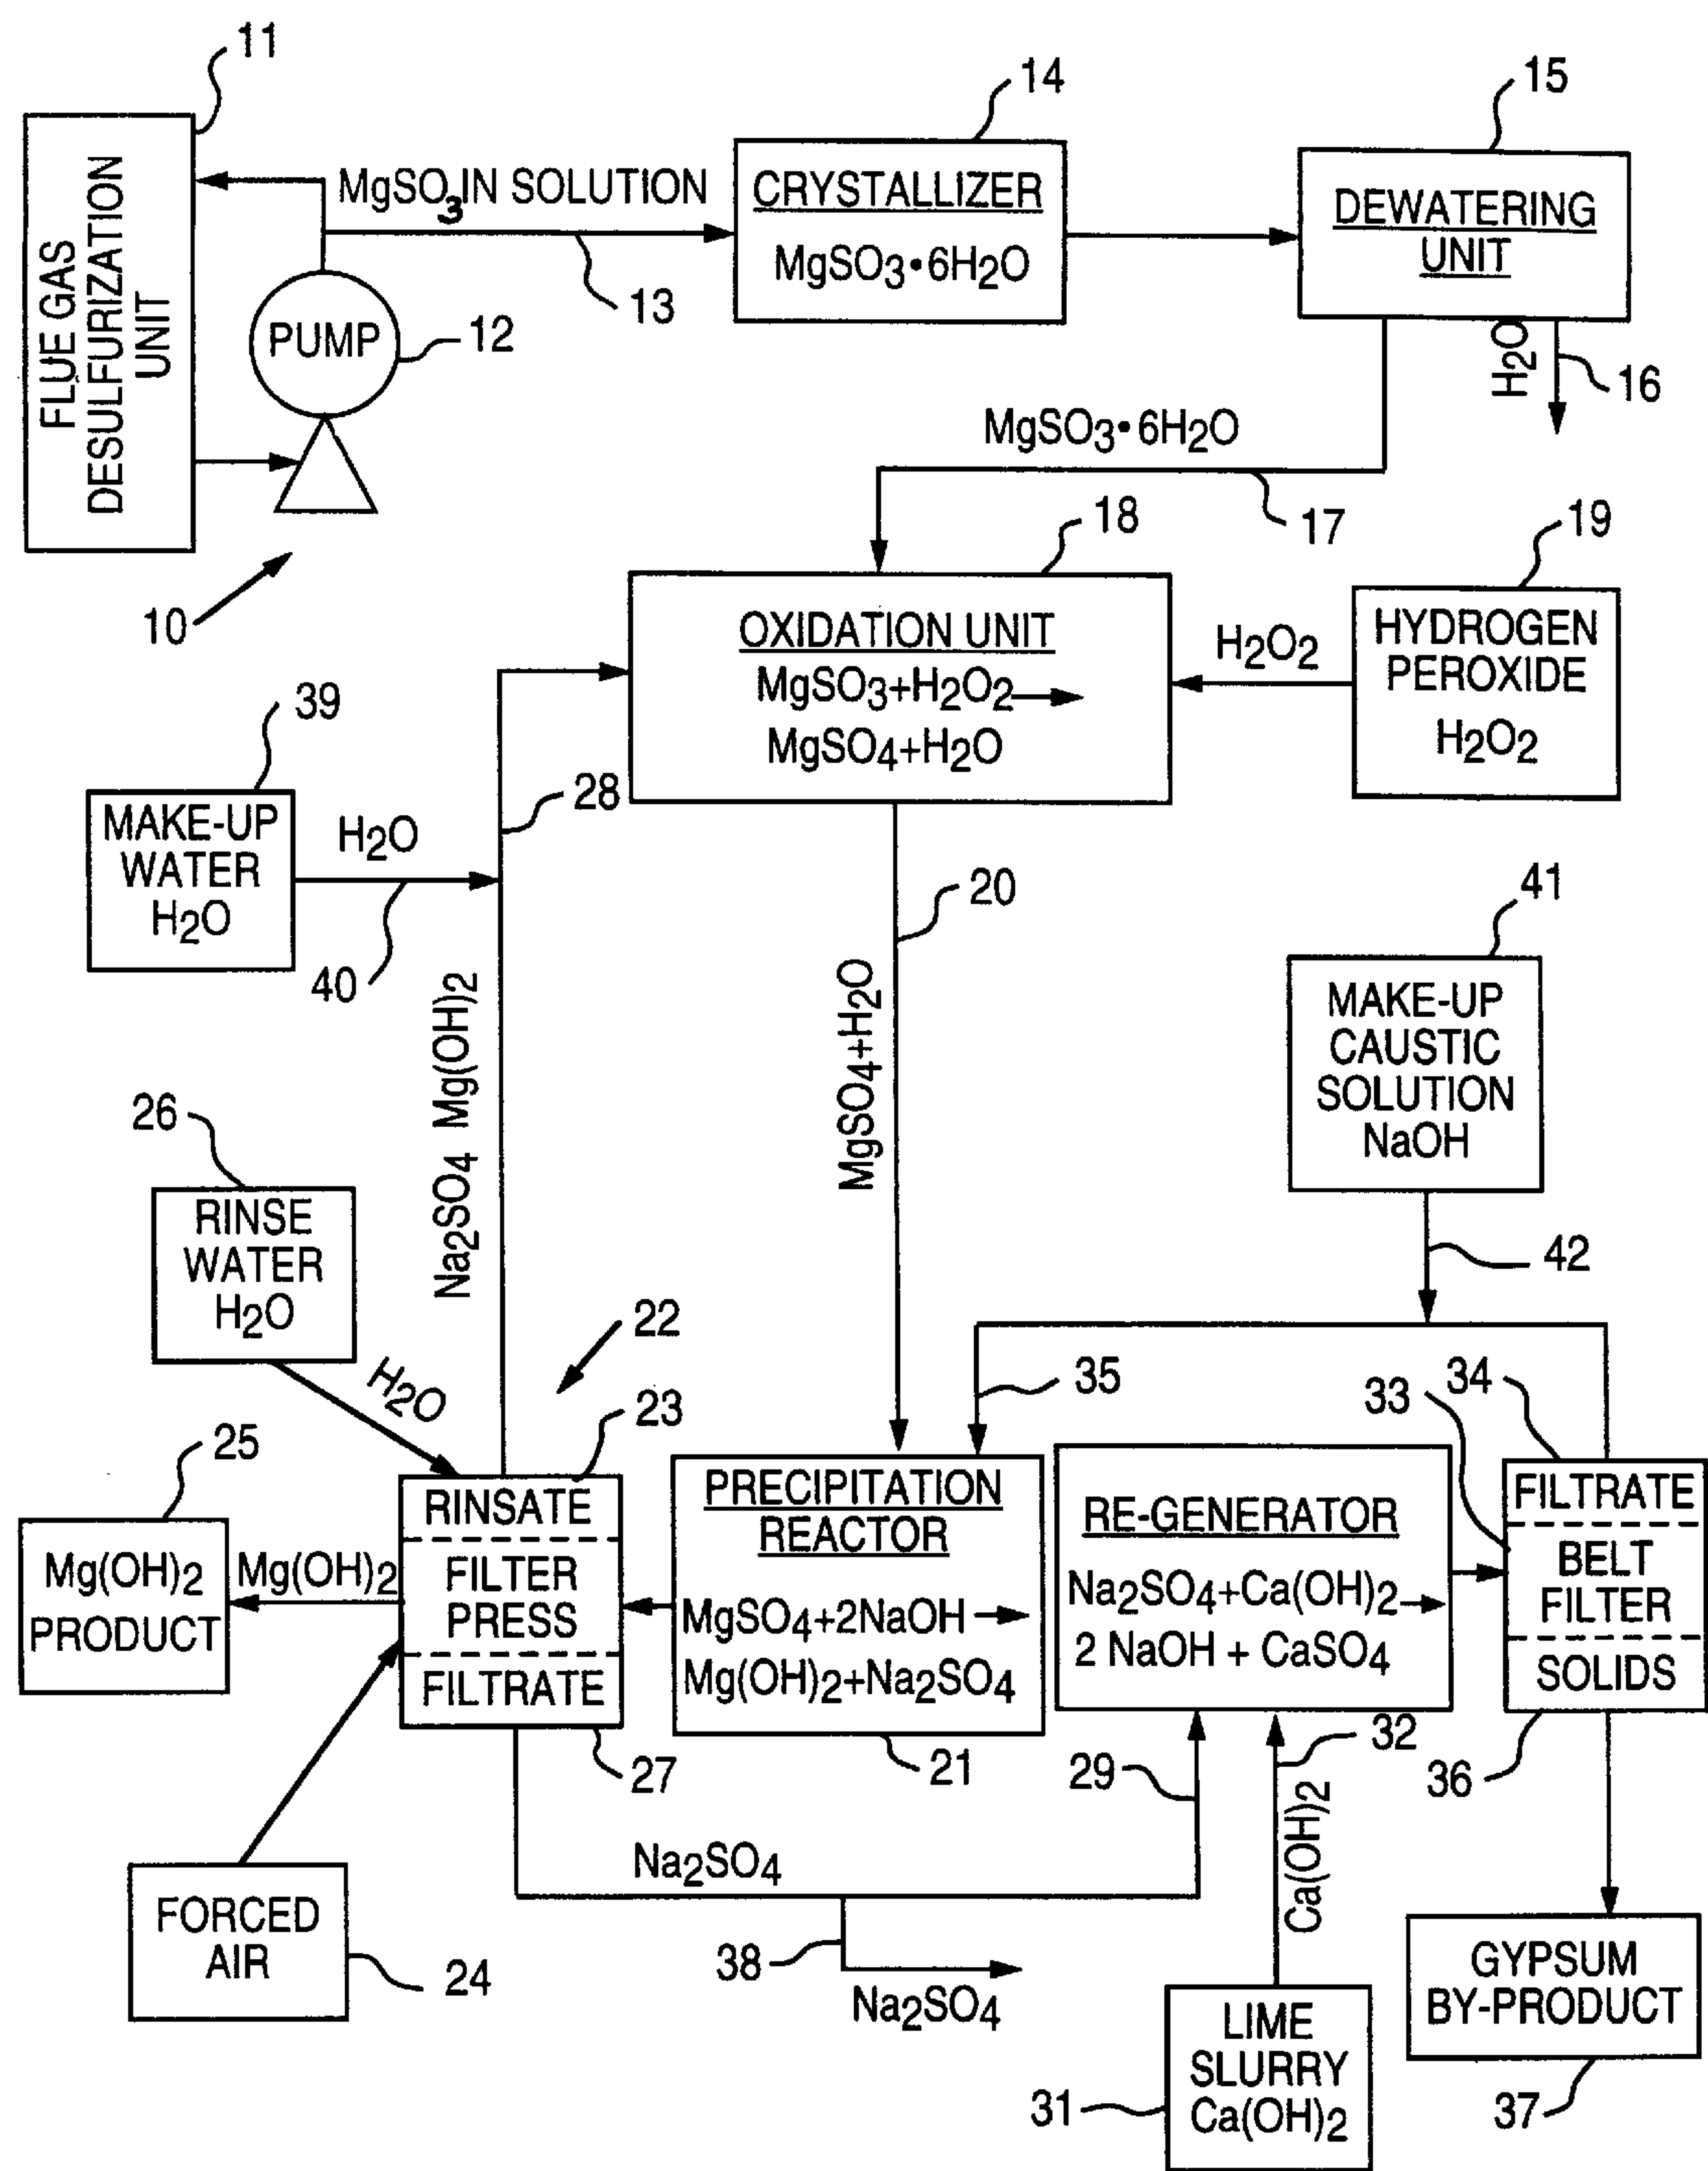 11
FLUE GAS
DESULFURIZATION
UNIT
PUMP
12
10
MgSO3 IN SOLUTION
13
14
CRYSTALLIZER
MgSO3•6H2O
15
DEWATERING
UNIT
H2O
16
MgSO3•6H2O
17
18
OXIDATION UNIT
MgSO3+H2O2
MgSO4+H2O
H2O2
19
HYDROGEN
PEROXIDE
H2O2
39
MAKE-UP
WATER
H2O
H2O
40
28
Na2SO4 Mg(OH)2
20
MgSO4+H2O
41
MAKE-UP
CAUSTIC
SOLUTION
NaOH
42
26
RINSE
WATER
H2O
H2O
22
23
RINSATE
FILTER
PRESS
FILTRATE
27
25
Mg(OH)2
PRODUCT
Mg(OH)2
FORCED
AIR
24
PRECIPITATION
REACTOR
MgSO4+2NaOH
Mg(OH)2+Na2SO4
21
35
RE-GENERATOR
Na2SO4+Ca(OH)2
2 NaOH + CaSO4
33
34
FILTRATE
BELT
FILTER
SOLIDS
36
29
32
Ca(OH)2
Na2SO4
38
Na2SO4
31
LIME
SLURRY
Ca(OH)2
GYPSUM
BY-PRODUCT
37